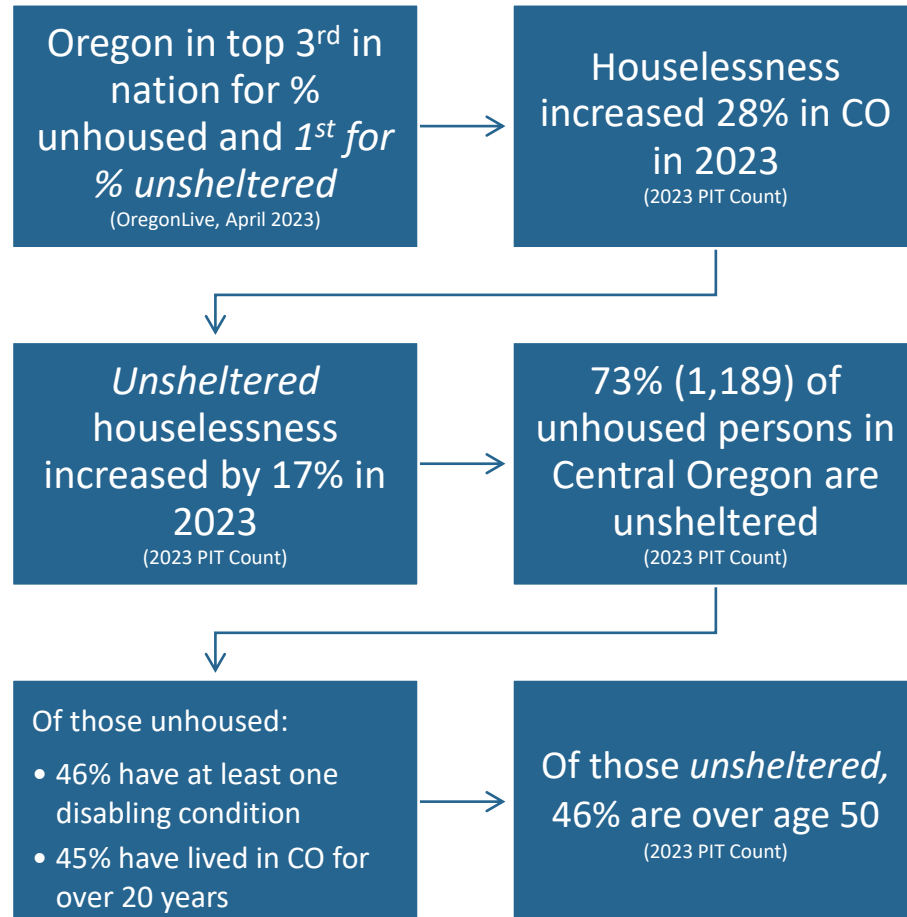 Oregon in top 3rd in
nation for %
unhoused and 1st for
% unsheltered
(OregonLive, April 2023)
Houselessness
increased 28% in CO
in 2023
(2023 PIT Count)
Unsheltered
houselessness
increased by 17% in
2023
(2023 PIT Count)
73% (1,189) of
unhoused persons in
Central Oregon are
unsheltered
(2023 PIT Count)
Of those unhoused:
• 46% have at least one
disabling condition
• 45% have lived in CO for
over 20 years
Of those unsheltered,
46% are over age 50
(2023 PIT Count)